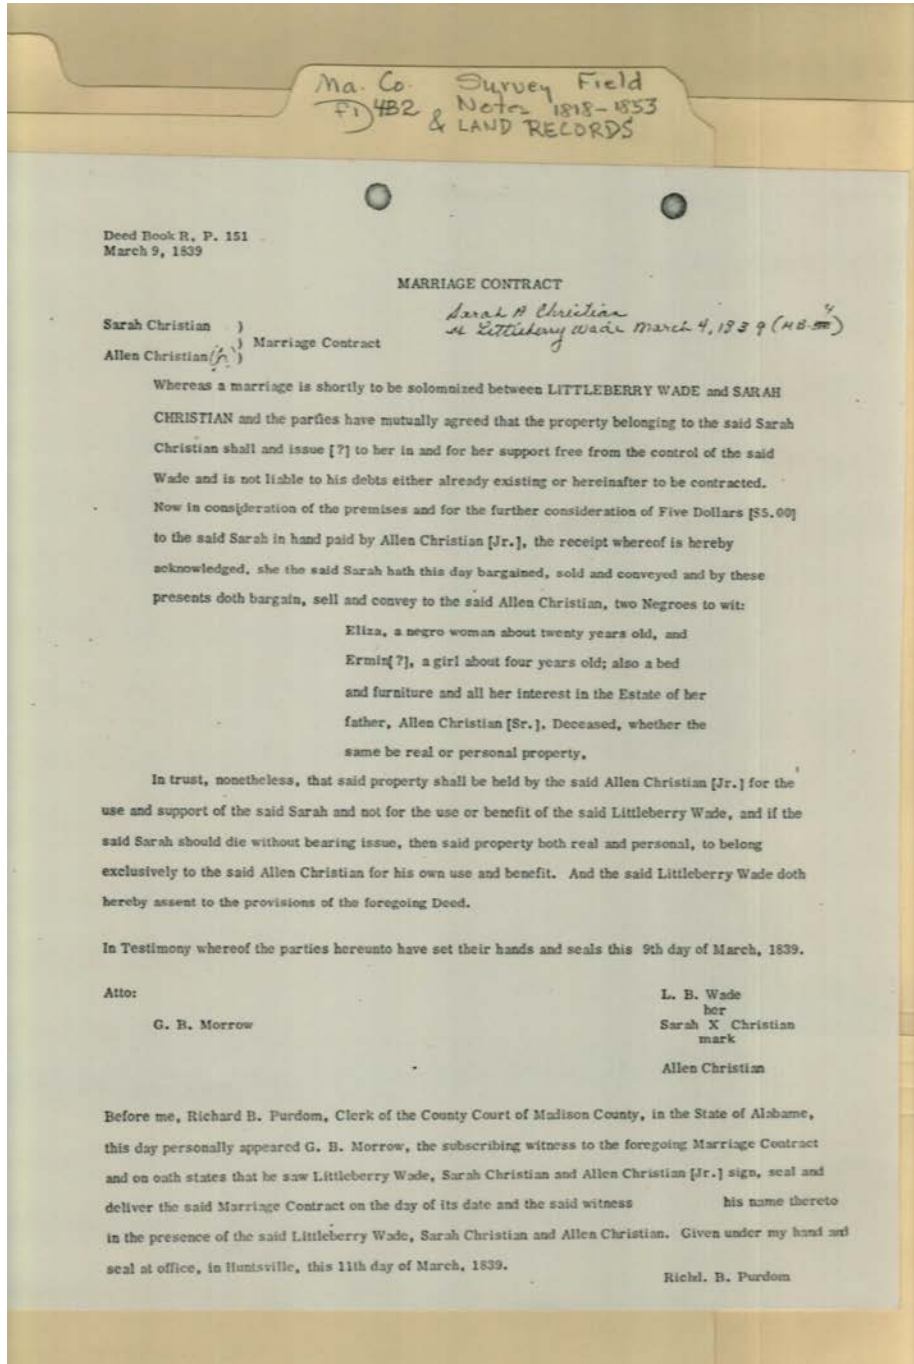 Ma. Co. Survey Field
F1) 4B2 Notes 1818-1853
& LAND RECORDS
Deed Book R, P. 151
March 9, 1839
MARRIAGE CONTRACT
Sarah A Christian
Littleberry Wade March 4, 1839 (MB 4)
Sarah Christian )
) Marriage Contract
Allen Christian )
Whereas a marriage is shortly to be solomnized between LITTLEBERRY WADE and SARAH
CHRISTIAN and the parties have mutually agreed that the property belonging to the said Sarah
Christian shall and issue [?] to her in and for her support free from the control of the said
Wade and is not liable to his debts either already existing or hereinafter to be contracted.
Now in consideration of the premises and for the further consideration of Five Dollars [$5.00]
to the said Sarah in hand paid by Allen Christian [Jr.], the receipt whereof is hereby
acknowledged, she the said Sarah hath this day bargained, sold and conveyed and by these
presents doth bargain, sell and convey to the said Allen Christian, two Negroes to wit:
Eliza, a negro woman about twenty years old, and
Ermin[?], a girl about four years old; also a bed
and furniture and all her interest in the Estate of her
father, Allen Christian [Sr.], Deceased, whether the
same be real or personal property.
In trust, nonetheless, that said property shall be held by the said Allen Christian [Jr.] for the
use and support of the said Sarah and not for the use or benefit of the said Littleberry Wade, and if the
said Sarah should die without bearing issue, then said property both real and personal, to belong
exclusively to the said Allen Christian for his own use and benefit. And the said Littleberry Wade doth
hereby assent to the provisions of the foregoing Deed.
In Testimony whereof the parties hereunto have set their hands and seals this 9th day of March, 1839.
Atto:
L. B. Wade
her
G. B. Morrow Sarah X Christian
mark
Allen Christian
Before me, Richard B. Purdom, Clerk of the County Court of Madison County, in the State of Alabame,
this day personally appeared G. B. Morrow, the subscribing witness to the foregoing Marriage Contract
and on oath states that he saw Littleberry Wade, Sarah Christian and Allen Christian [Jr.] sign, seal and
deliver the said Marriage Contract on the day of its date and the said witness his name thereto
in the presence of the said Littleberry Wade, Sarah Christian and Allen Christian. Given under my hand and
seal at office, in Huntsville, this 11th day of March, 1839.
Richd. B. Purdom